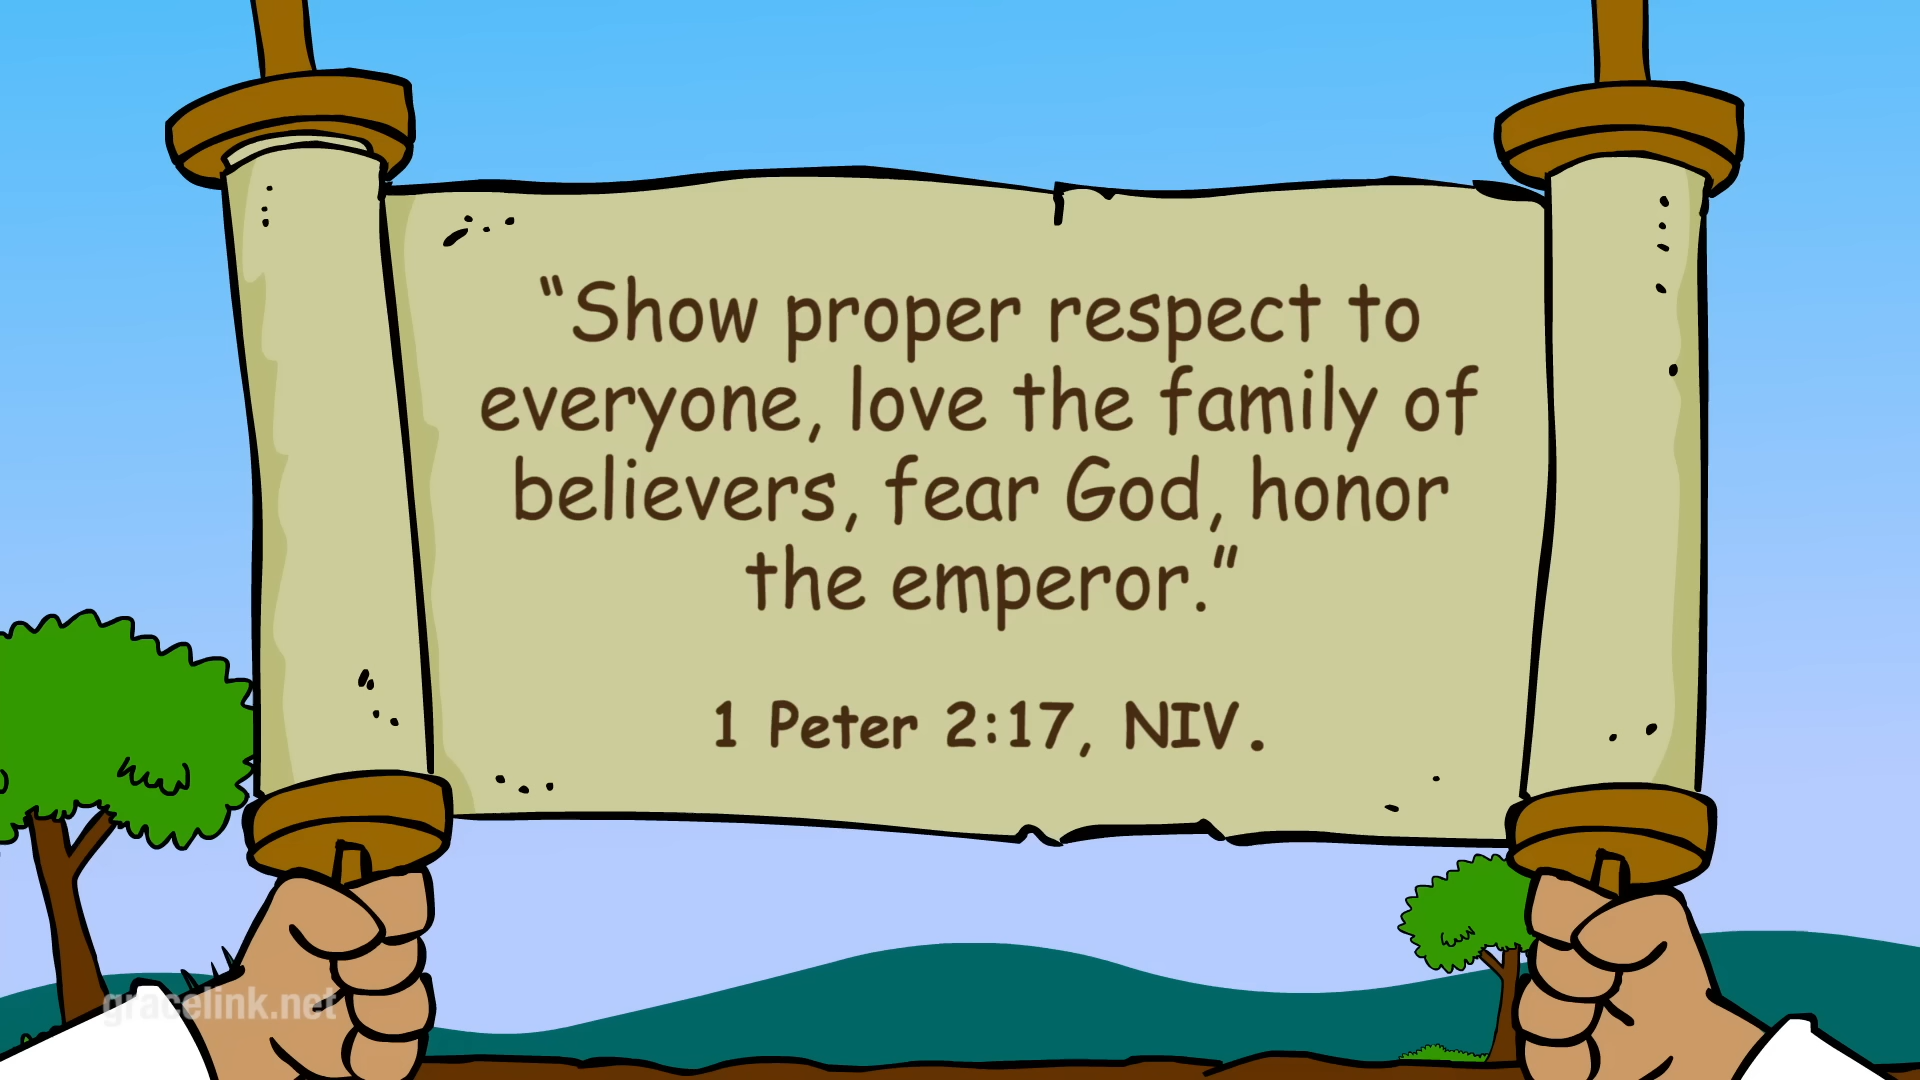 “Show proper respect to
everyone, love the family of
believers, fear God, honor
the emperor.”
1 Peter 2:17, NIV.
gracelink.net